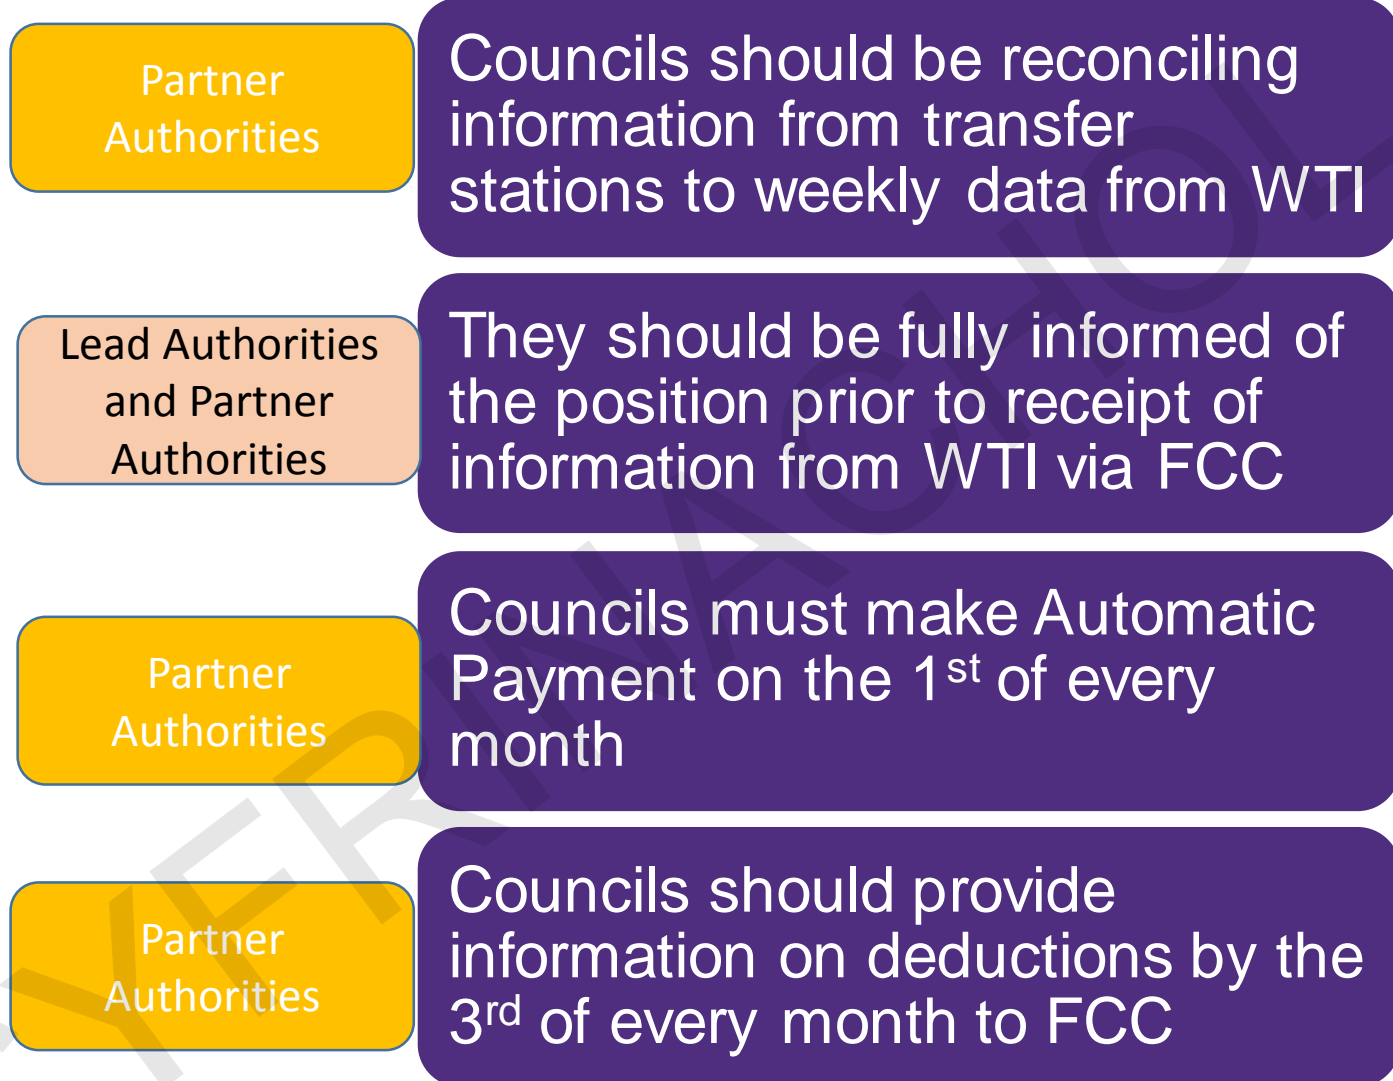 Partner
Authorities
Councils should be reconciling
information from transfer
stations to weekly data from WTI
Lead Authorities
and Partner
Authorities
They should be fully informed of
the position prior to receipt of
information from WTI via FCC
Partner
Authorities
Councils must make Automatic
Payment on the 1st of every
month
Partner
Authorities
Councils should provide
information on deductions by the
3rd of every month to FCC
YFRINACHOL